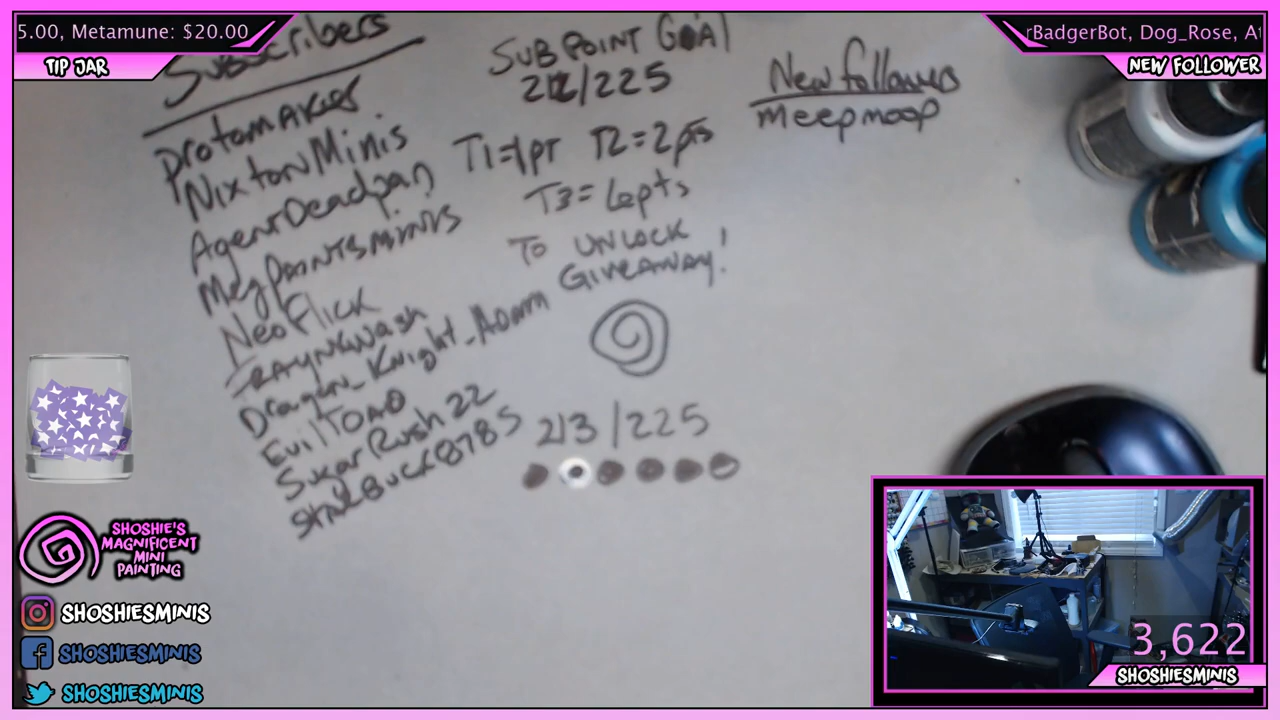 5.00, Metamune: $20.00
TIP JAR
rBadgerBot, Dog_Rose, At
NEW FOLLOWER
Subscribers
protomakes
NixtonMinis
AgentDeadpan
MegPaintsMinis
NeoFlick
Dragon_Knight_Adam
EvilToad
SugarRush22
SUB POINT GOAL
212/225
T1=1pt T2=2pts
T3=6pts
TO UNLOCK
GIVEAWAY!
213/225
New followers
meepmoop
SHOSHIE'S
MAGNIFICENT
MINI
PAINTING
SHOSHIESMINIS
SHOSHIESMINIS
SHOSHIESMINIS
3,622
SHOSHIESMINIS